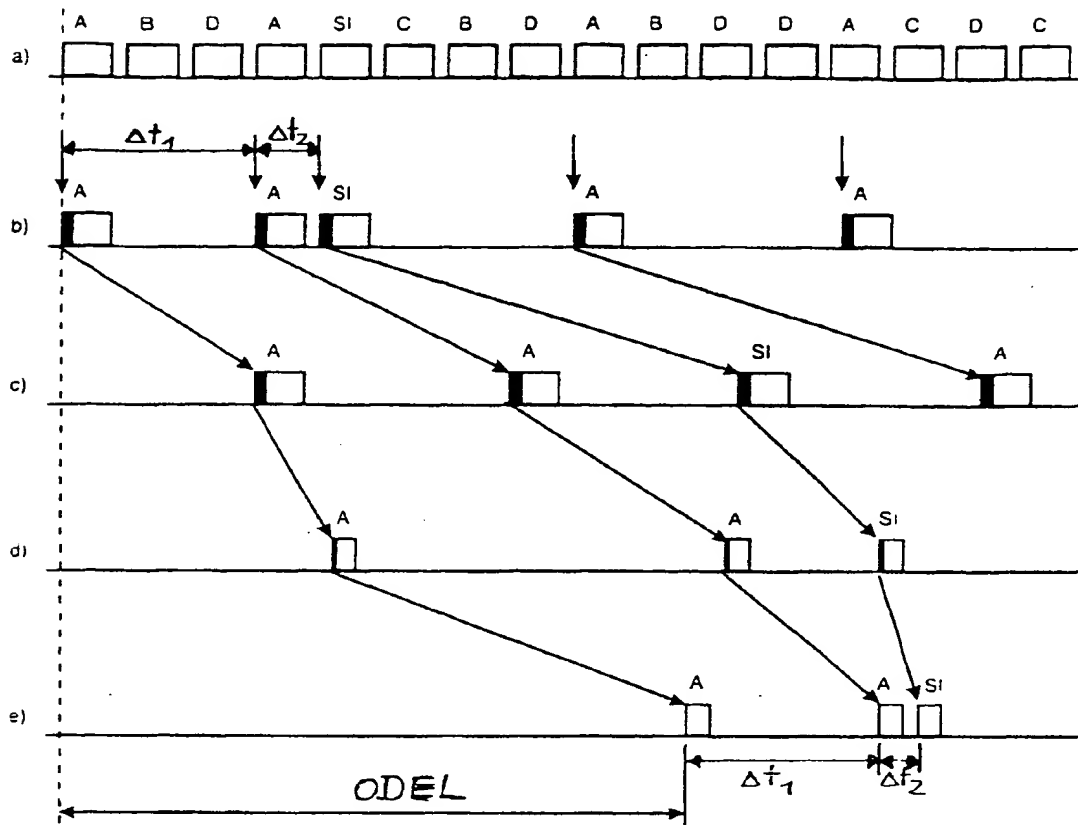 A B D A SI C B D A B D D A C D C
a)
Δt₁ Δt₂
A A SI A A
b)
A A SI A
c)
A A SI
d)
A A SI
e)
Δt₁ Δt₂
ODEL